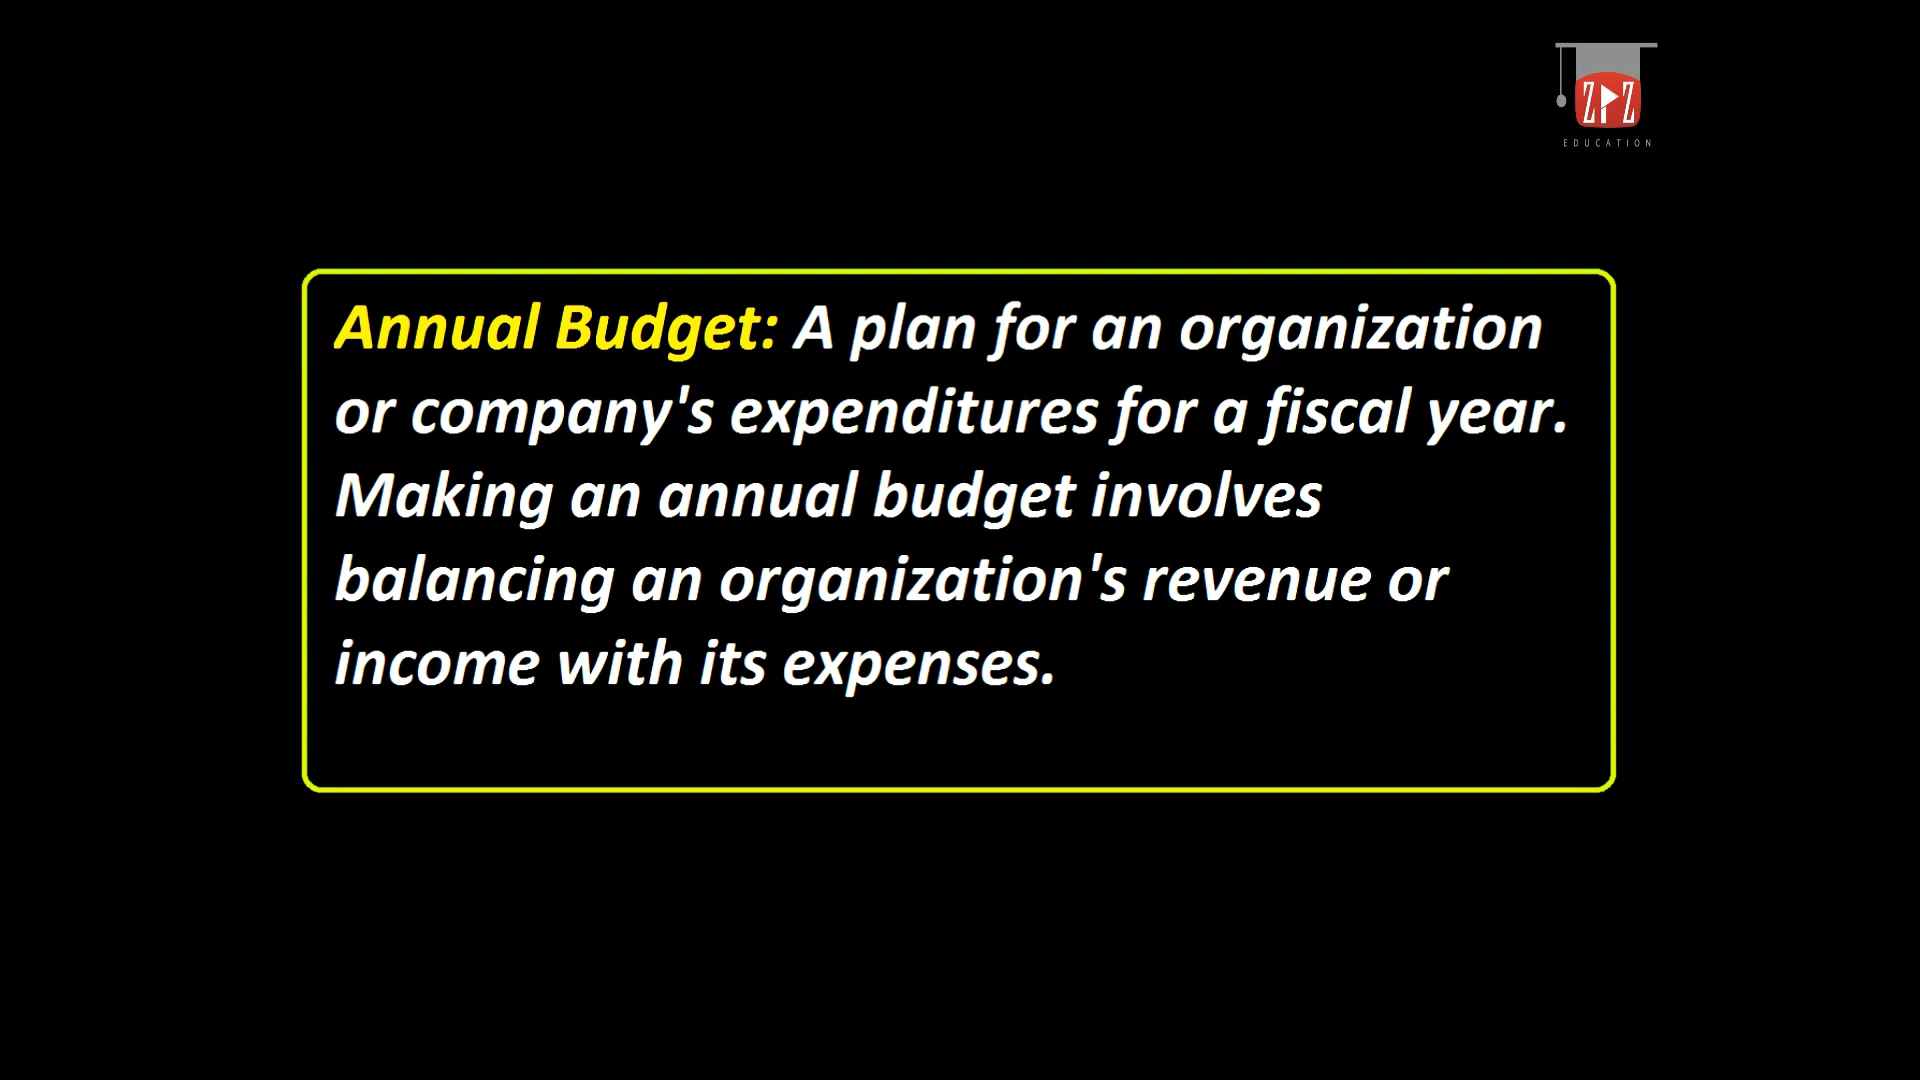 ZPZ
EDUCATION
Annual Budget: A plan for an organization
or company's expenditures for a fiscal year.
Making an annual budget involves
balancing an organization's revenue or
income with its expenses.